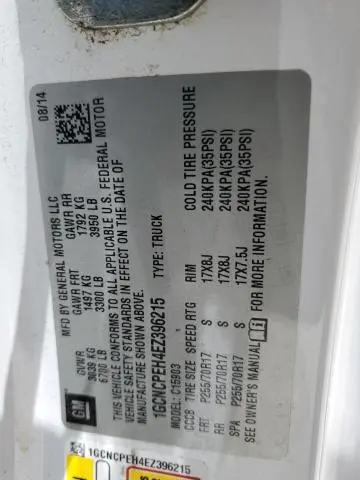 MFD BY GENERAL MOTORS LLC 08/14
GVWR GAWR FRT GAWR RR
3039 KG 1497 KG 1792 KG
6700 LB 3300 LB 3950 LB
THIS VEHICLE CONFORMS TO ALL APPLICABLE U.S. FEDERAL MOTOR
VEHICLE SAFETY STANDARDS IN EFFECT ON THE DATE OF
MANUFACTURE SHOWN ABOVE.
1GCNCPEH4EZ396215 TYPE: TRUCK
GM
MODEL: C15903
CCCB TIRE SIZE SPEED RTG RIM COLD TIRE PRESSURE
FRT P255/70R17 S 17X8J 240KPA(35PSI)
RR P255/70R17 S 17X8J 240KPA(35PSI)
SPA P255/70R17 S 17X7.5J 240KPA(35PSI)
SEE OWNER'S MANUAL FOR MORE INFORMATION.
1GCNCPEH4EZ396215